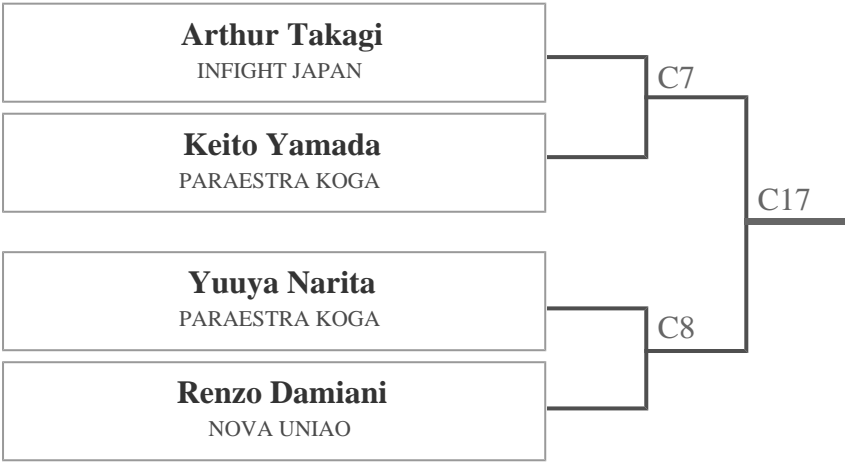 Arthur Takagi
INFIGHT JAPAN
C7
Keito Yamada
PARAESTRA KOGA
C17
Yuuya Narita
PARAESTRA KOGA
C8
Renzo Damiani
NOVA UNIAO